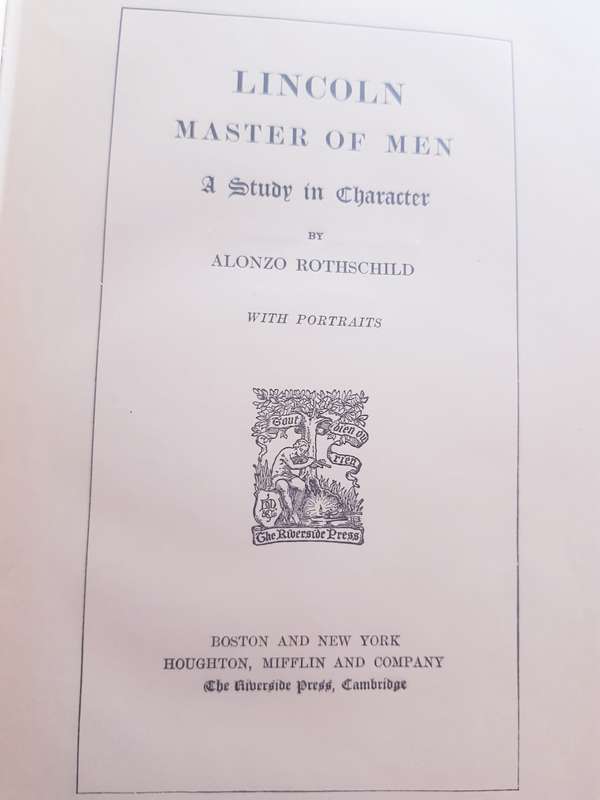 LINCOLN
MASTER OF MEN
A Study in Character
BY
ALONZO ROTHSCHILD
WITH PORTRAITS
Tout
bien ou
rien
The Riverside Press
BOSTON AND NEW YORK
HOUGHTON, MIFFLIN AND COMPANY
The Riverside Press, Cambridge